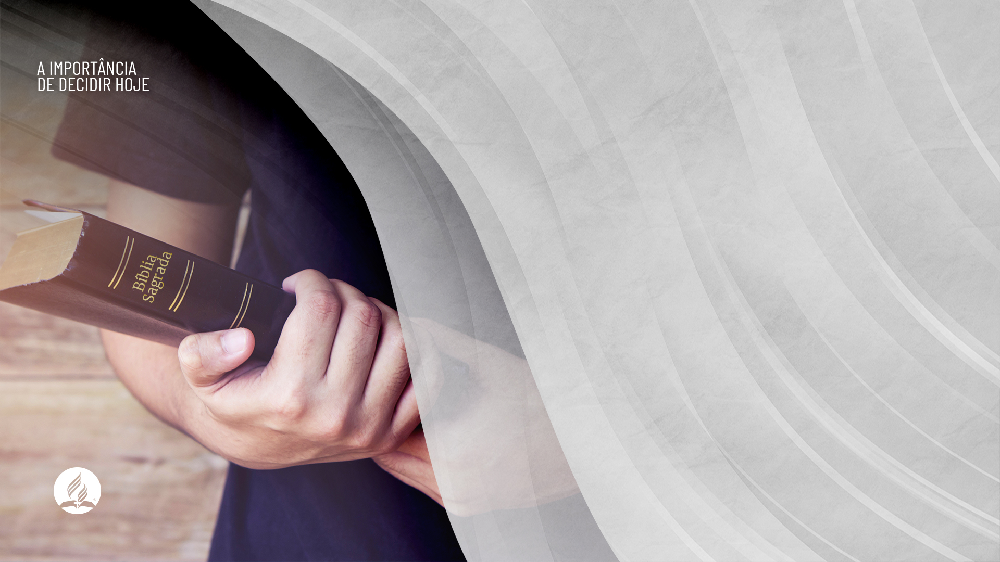 A IMPORTÂNCIA
DE DECIDIR HOJE
Bíblia
Sagrada